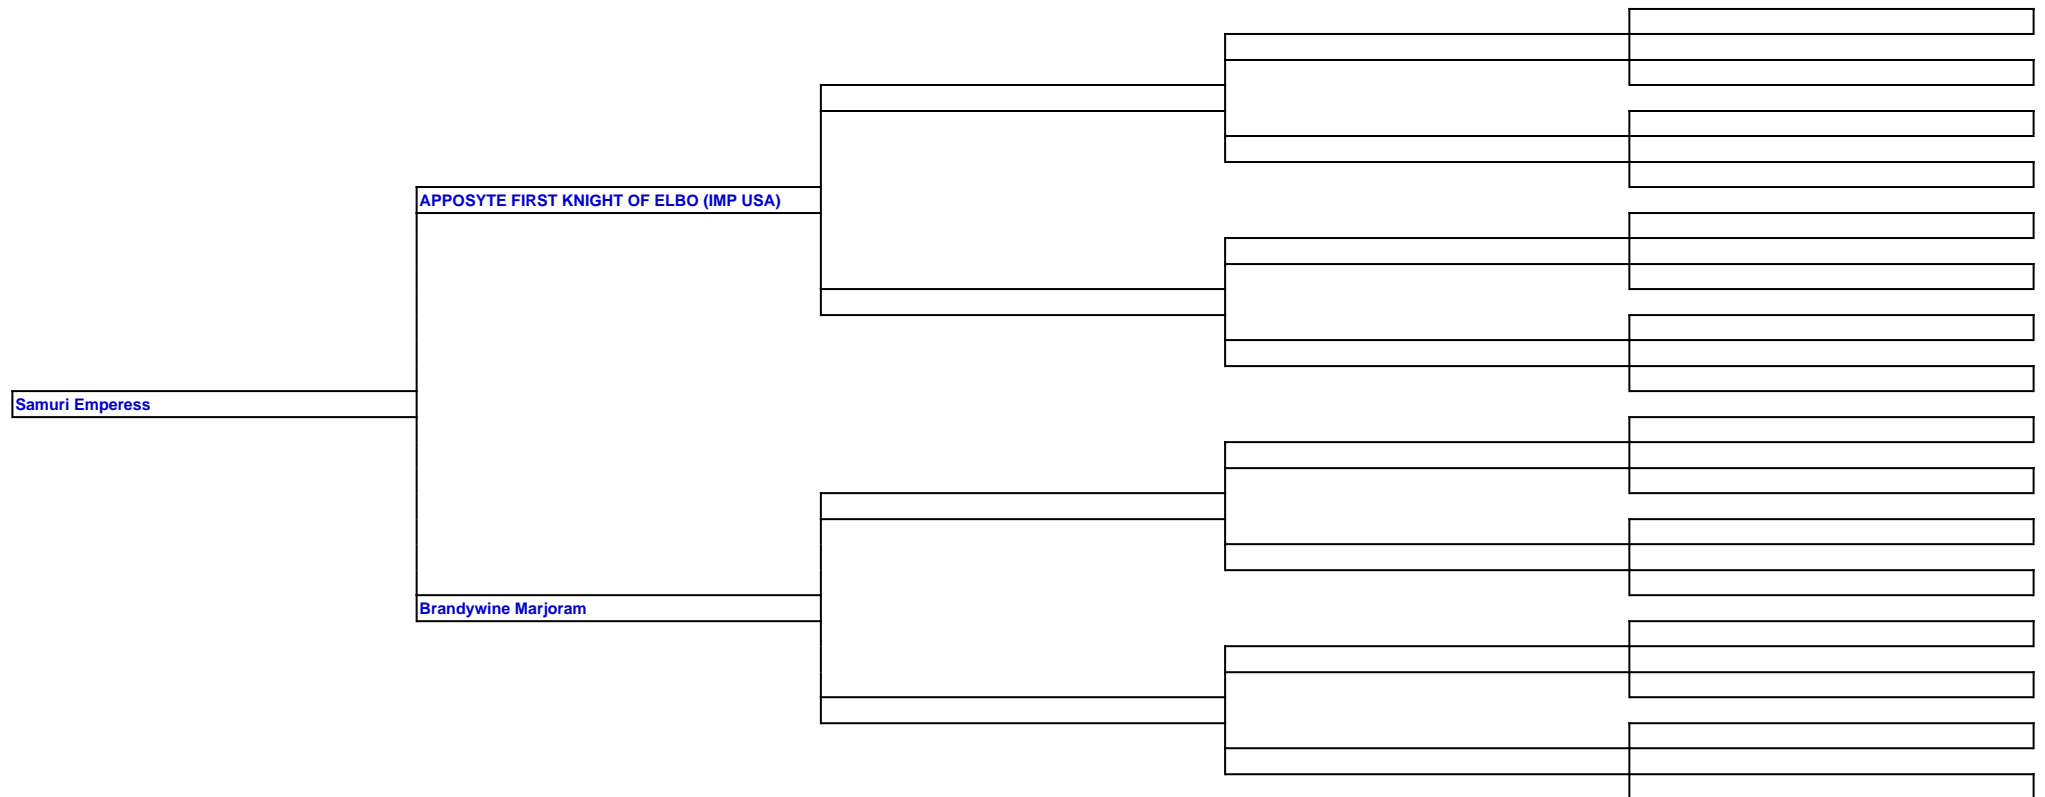 APPOSYTE FIRST KNIGHT OF ELBO (IMP USA)
Samuri Emperess
Brandywine Marjoram